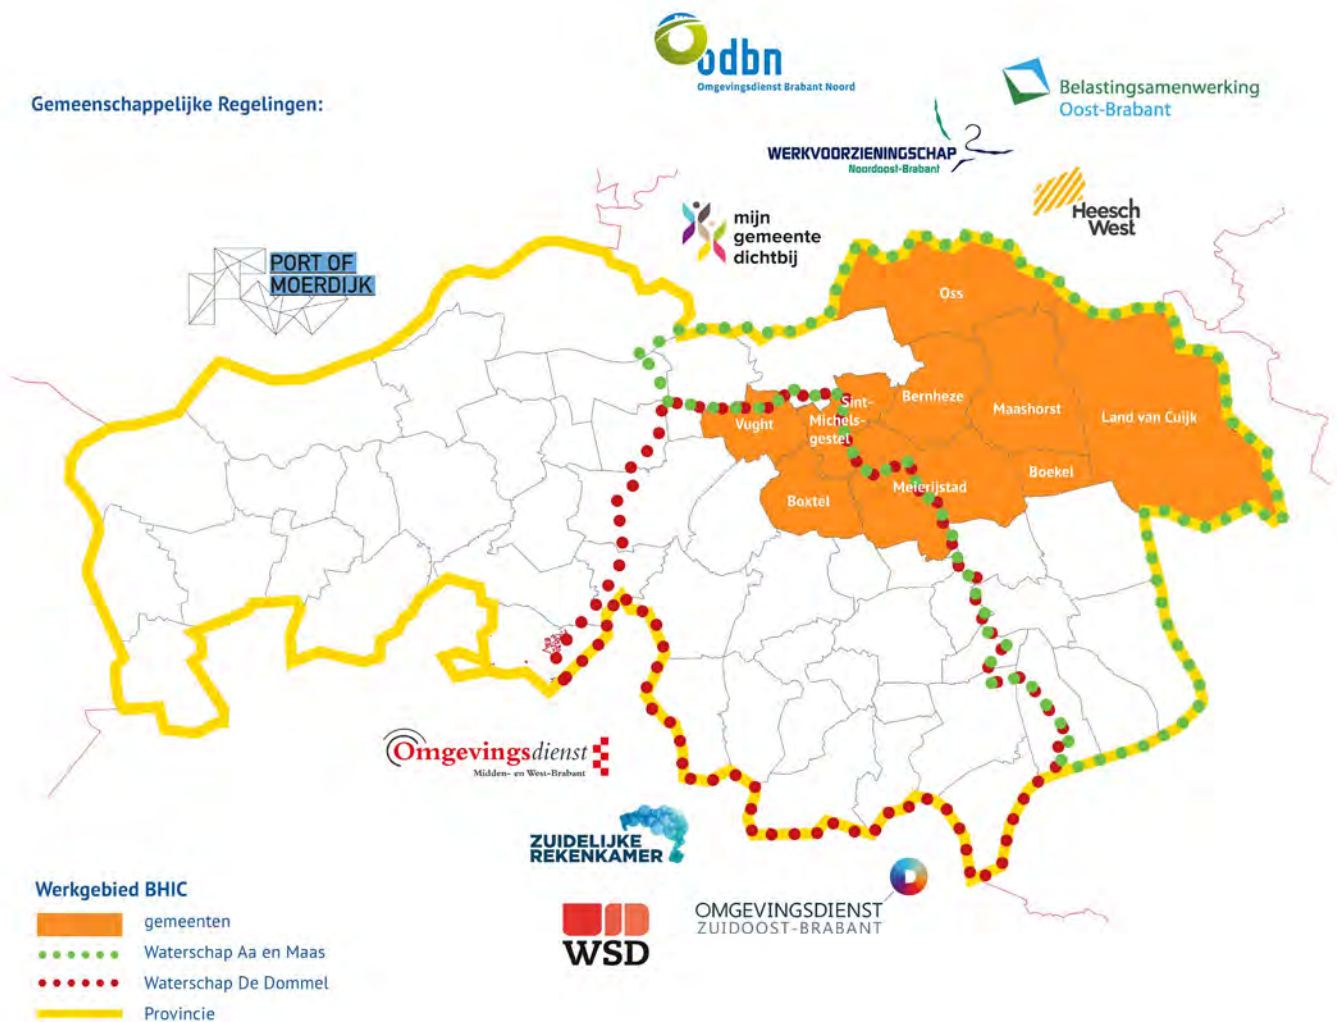 odbn
Omgevingsdienst Brabant Noord
Gemeenschappelijke Regelingen:
Belastingsamenwerking
Oost-Brabant
WERKVOORZIENINGSCHAP
Noordoost-Brabant
Heesch
West
mijn
gemeente
dichtbij
PORT OF
MOERDIJK
Oss
Bernheze
Maashorst
Land van Cuijk
Sint-
Michels-
gestel
Vught
Boekel
Meierijstad
Boxtel
Omgevingsdienst
Midden- en West-Brabant
ZUIDELIJKE
REKENKAMER
D
OMGEVINGSDIENST
ZUIDOOST-BRABANT
WSD
Werkgebied BHIC
gemeenten
Waterschap Aa en Maas
Waterschap De Dommel
Provincie